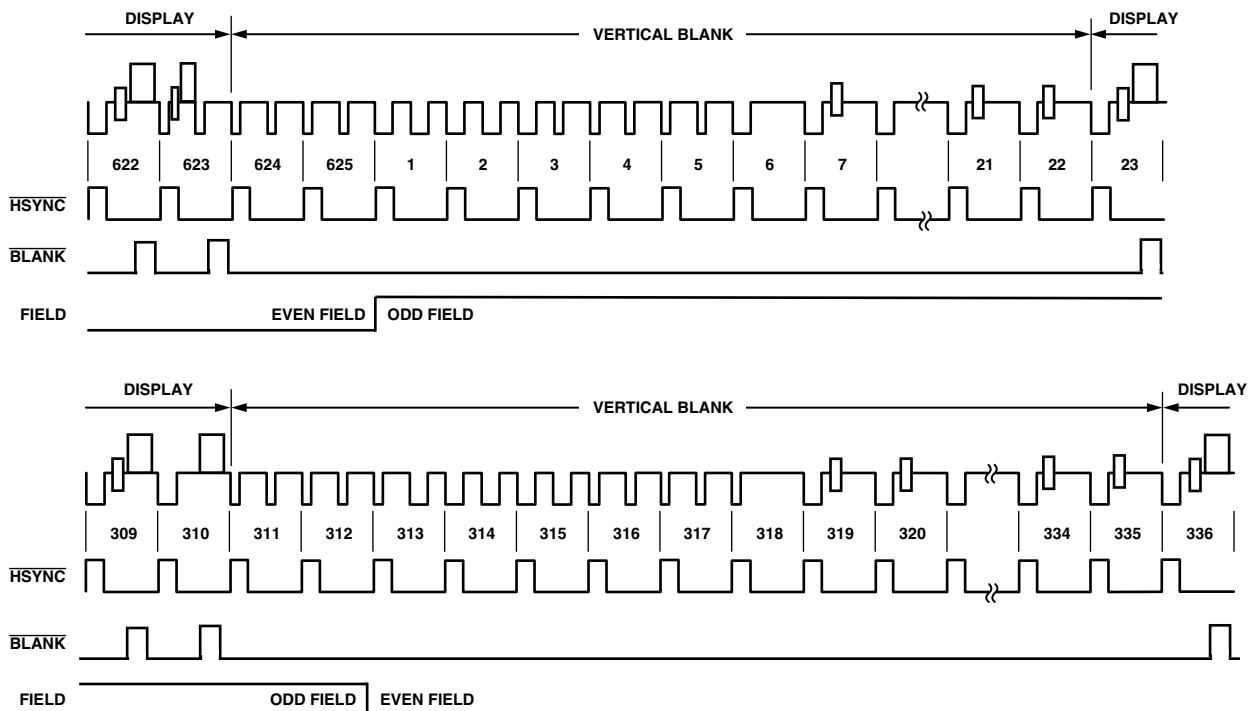 DISPLAY VERTICAL BLANK DISPLAY
622 623 624 625 1 2 3 4 5 6 7 21 22 23
HSYNC
BLANK
FIELD EVEN FIELD ODD FIELD
DISPLAY VERTICAL BLANK DISPLAY
309 310 311 312 313 314 315 316 317 318 319 320 334 335 336
HSYNC
BLANK
FIELD ODD FIELD EVEN FIELD